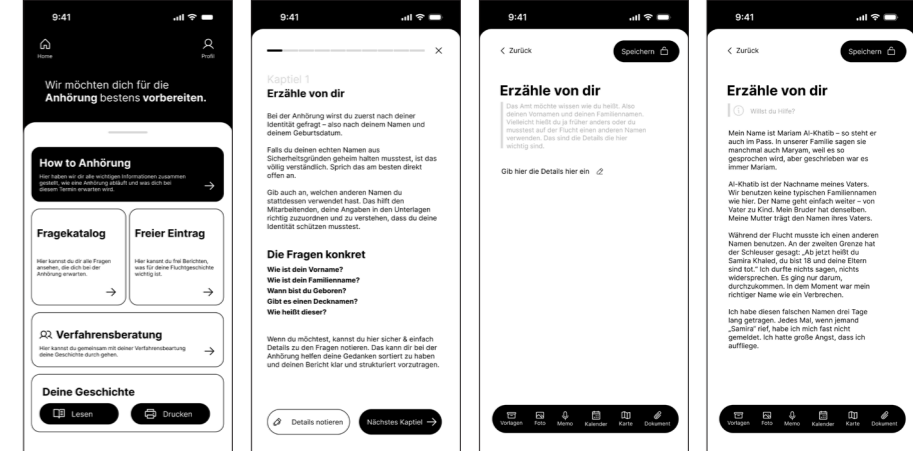 9:41
Home
Profil
Wir möchten dich für die
Anhörung bestens vorbereiten.
How to Anhörung
Hier haben wir dir alle wichtigen Informationen zusammen
gestellt, wie eine Anhörung abläuft und was dich bei
diesem Termin erwarten wird.
Fragekatalog
Hier kannst du dir alle Fragen
ansehen, die dich bei der
Anhörung erwarten.
Freier Eintrag
Hier kansnt du frei Berichten,
was für deine Fluchtgeschichte
wichtig ist.
Verfahrensberatung
Hier kannst du gemeinsam mit deiner Verfahrensbeartung
deine Geschichte durch gehen.
Deine Geschichte
Lesen
Drucken
9:41
Kaptiel 1
Erzähle von dir
Bei der Anhörung wirst du zuerst nach deiner
Identität gefragt – also nach deinem Namen und
deinem Geburtsdatum.
Falls du deinen echten Namen aus
Sicherheitsgründen geheim halten musstest, ist das
völlig verständlich. Sprich das am besten direkt
offen an.
Gib auch an, welchen anderen Namen du
stattdessen verwendet hast. Das hilft den
Mitarbeitenden, deine Angaben in den Unterlagen
richtig zuzuordnen und zu verstehen, dass du deine
Identität schützen musstest.
Die Fragen konkret
Wie ist dein Vorname?
Wie ist dein Familienname?
Wann bist du Geboren?
Gibt es einen Decknamen?
Wie heißt dieser?
Wenn du möchtest, kannst du hier sicher & einfach
Details zu den Fragen notieren. Das kann dir bei der
Anhörung helfen deine Gedanken sortiert zu haben
und deinen Bericht klar und strukturiert vorzutragen.
Details notieren
Nächstes Kaptiel
9:41
Zurück
Speichern
Erzähle von dir
Das Amt möchte wissen wie du heißt. Also
deinen Vornamen und deinen Familiennamen.
Vielleicht hießt du ja früher anders oder du
musstest auf der Flucht einen anderen Namen
verwenden. Das sind die Details die hier
wichtig sind.
Gib hier die Details hier ein
Vorlagen
Foto
Memo
Kalender
Karte
Dokument
9:41
Zurück
Speichern
Erzähle von dir
Willst du Hilfe?
Mein Name ist Mariam Al-Khatib – so steht er
auch im Pass. In unserer Familie sagen sie
manchmal auch Maryam, weil es so
gesprochen wird, aber geschrieben war es
immer Mariam.
Al-Khatib ist der Nachname meines Vaters.
Wir benutzen keine typischen Familiennamen
wie hier. Der Name geht einfach weiter – von
Vater zu Kind. Mein Bruder hat denselben.
Meine Mutter trägt den Namen ihres Vaters.
Während der Flucht musste ich einen anderen
Namen benutzen. An der zweiten Grenze hat
der Schleuser gesagt: „Ab jetzt heißt du
Samira Khaled, du bist 18 und deine Eltern
sind tot.“ Ich durfte nichts sagen, nichts
widersprechen. Es ging nur darum,
durchzukommen. In dem Moment war mein
richtiger Name wie ein Verbrechen.
Ich habe diesen falschen Namen drei Tage
lang getragen. Jedes Mal, wenn jemand
„Samira“ rief, habe ich mich fast nicht
gemeldet. Ich hatte große Angst, dass ich
auffliege.
Vorlagen
Foto
Memo
Kalender
Karte
Dokument